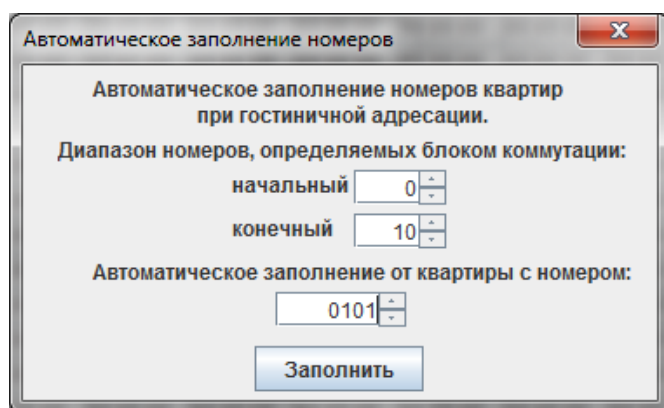 Автоматическое заполнение номеров
Автоматическое заполнение номеров квартир
при гостиничной адресации.
Диапазон номеров, определяемых блоком коммутации:
начальный 0
конечный 10
Автоматическое заполнение от квартиры с номером:
0101
Заполнить